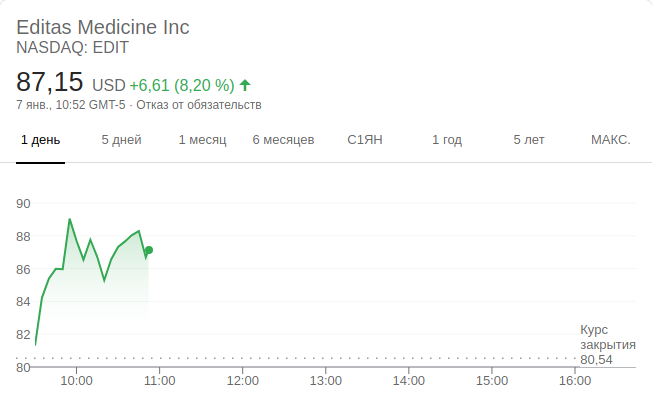 Editas Medicine Inc
NASDAQ: EDIT
87,15 USD +6,61 (8,20 %)
7 янв., 10:52 GMT-5 · Отказ от обязательств
1 день 5 дней 1 месяц 6 месяцев С1ЯН 1 год 5 лет МАКС.
90
88
86
84
82
Курс
закрытия
80,54
80
10:00 11:00 12:00 13:00 14:00 15:00 16:00